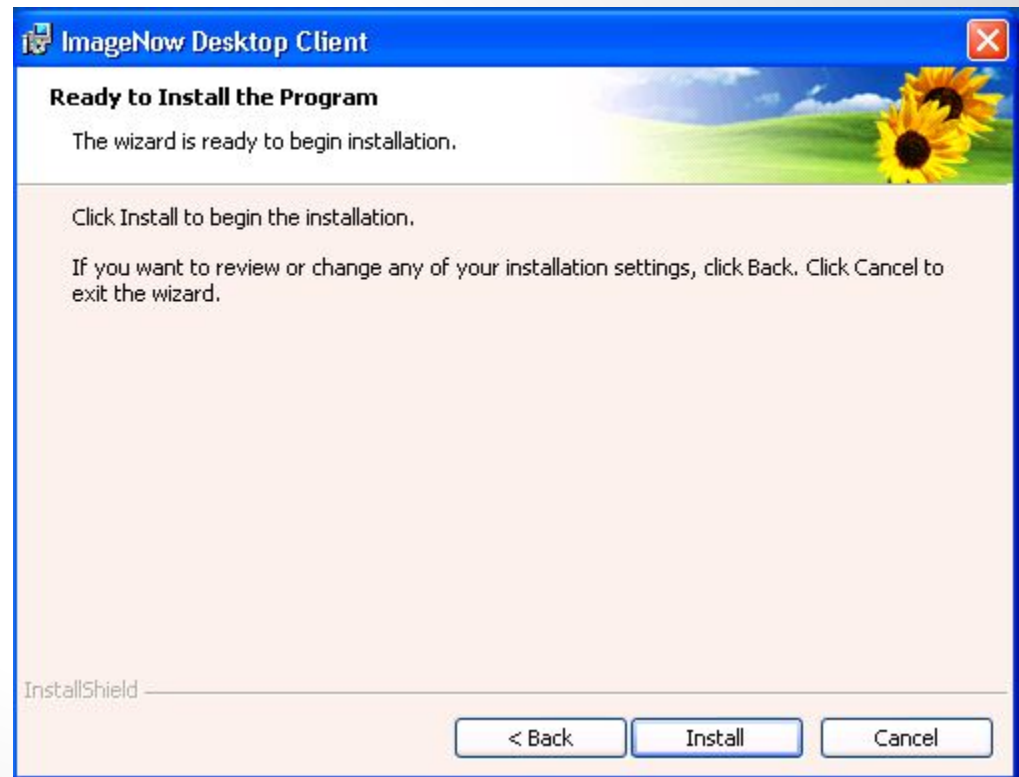 ImageNow Desktop Client
Ready to Install the Program
The wizard is ready to begin installation.
Click Install to begin the installation.
If you want to review or change any of your installation settings, click Back. Click Cancel to
exit the wizard.
InstallShield
< Back
Install
Cancel